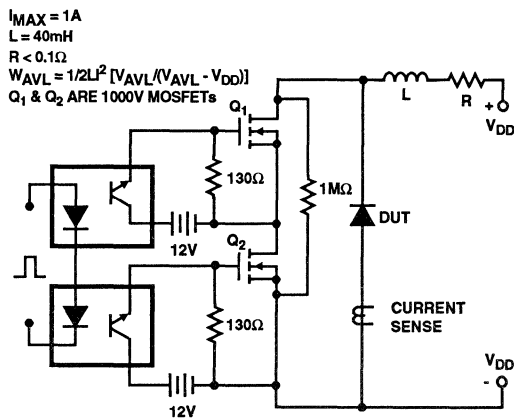 IMAX = 1A
L = 40mH
R < 0.1Ω
WAVL = 1/2LI² [VAVL/(VAVL - VDD)]
Q1 & Q2 ARE 1000V MOSFETs
Q1
L
R
+
VDD
130Ω
1MΩ
12V
DUT
Q2
130Ω
CURRENT
SENSE
12V
VDD
-